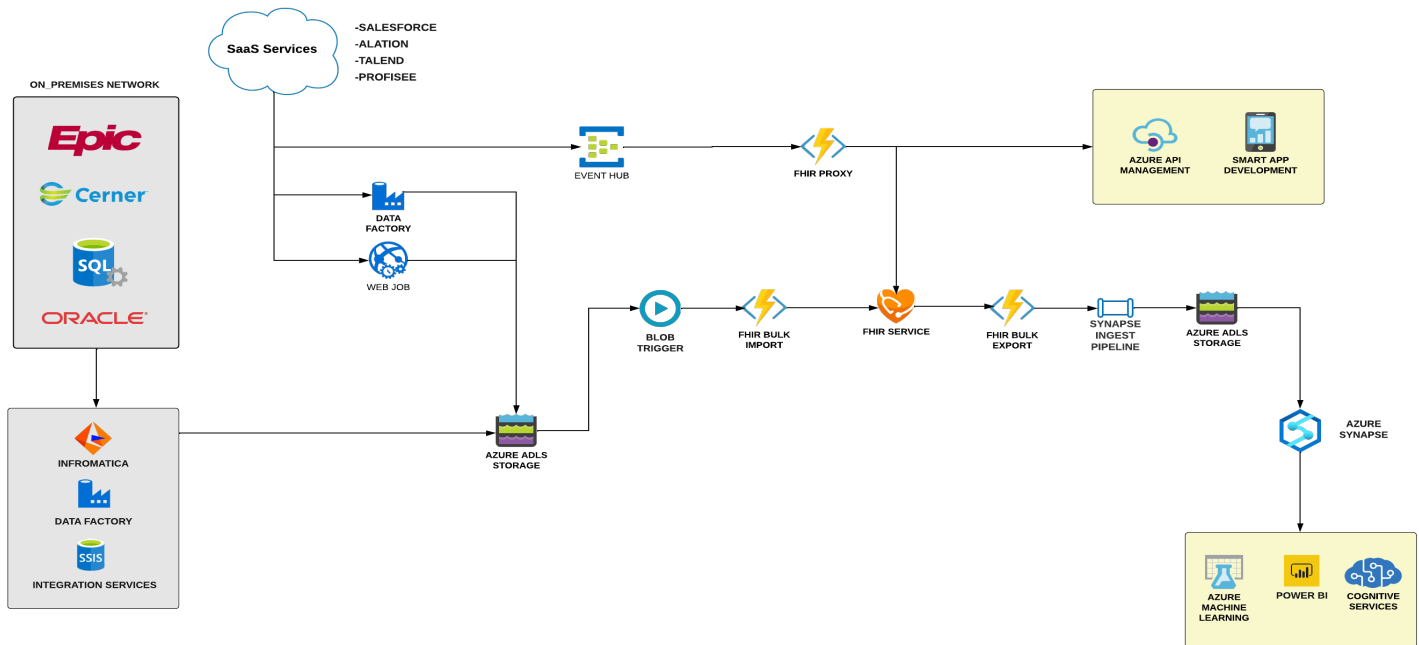 SaaS Services
-SALESFORCE
-ALATION
-TALEND
-PROFISEE
ON_PREMISES NETWORK
Epic
Cerner
SQL
ORACLE
EVENT HUB
FHIR PROXY
AZURE API
MANAGEMENT
SMART APP
DEVELOPMENT
DATA
FACTORY
WEB JOB
BLOB
TRIGGER
FHIR BULK
IMPORT
FHIR SERVICE
FHIR BULK
EXPORT
SYNAPSE
INGEST
PIPELINE
AZURE ADLS
STORAGE
INFROMATICA
DATA FACTORY
SSIS
INTEGRATION SERVICES
AZURE ADLS
STORAGE
AZURE
SYNAPSE
AZURE
MACHINE
LEARNING
POWER BI
COGNITIVE
SERVICES